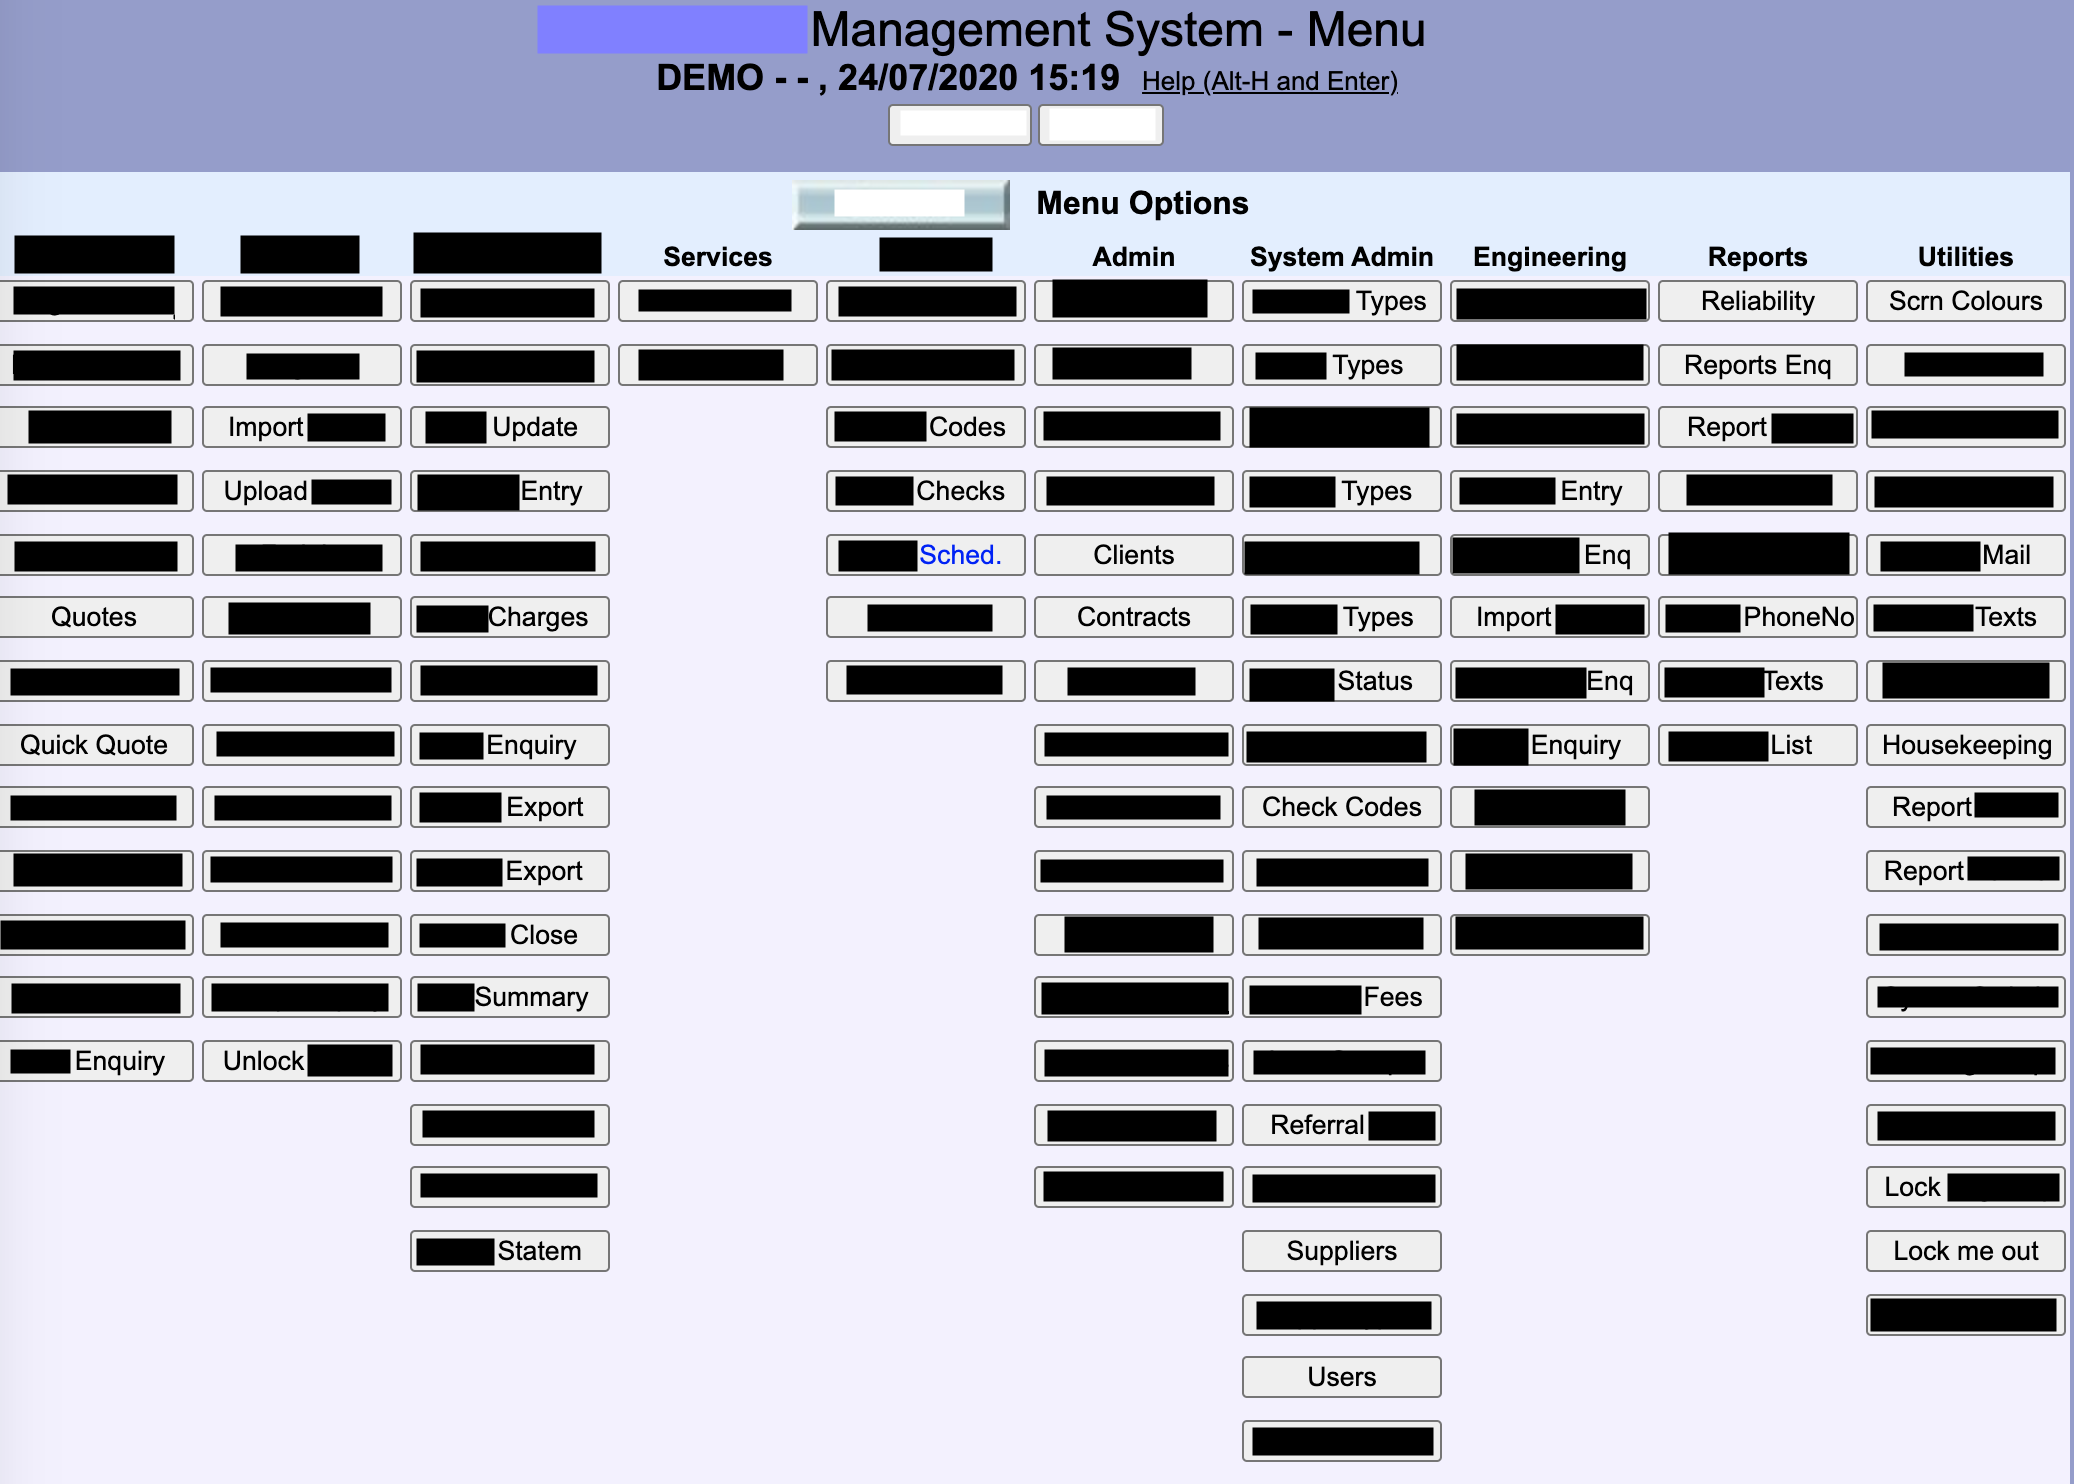 Management System - Menu
DEMO - - , 24/07/2020 15:19 Help (Alt-H and Enter)
Menu Options
Services Admin System Admin Engineering Reports Utilities
Types Reliability Scrn Colours
Types Reports Enq
Import Update Codes Report
Upload Entry Checks Types Entry
Sched. Clients Enq Mail
Quotes Charges Contracts Types Import PhoneNo Texts
Status Enq Texts
Quick Quote Enquiry Enquiry List Housekeeping
Export Check Codes Report
Export Report
Close
Summary Fees
Enquiry Unlock
Referral
Lock
Statem Suppliers Lock me out
Users